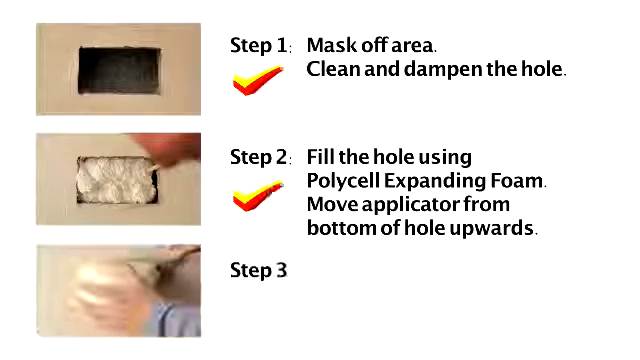 Step 1: Mask off area.
Clean and dampen the hole.
Step 2: Fill the hole using
Polycell Expanding Foam.
Move applicator from
bottom of hole upwards.
Step 3